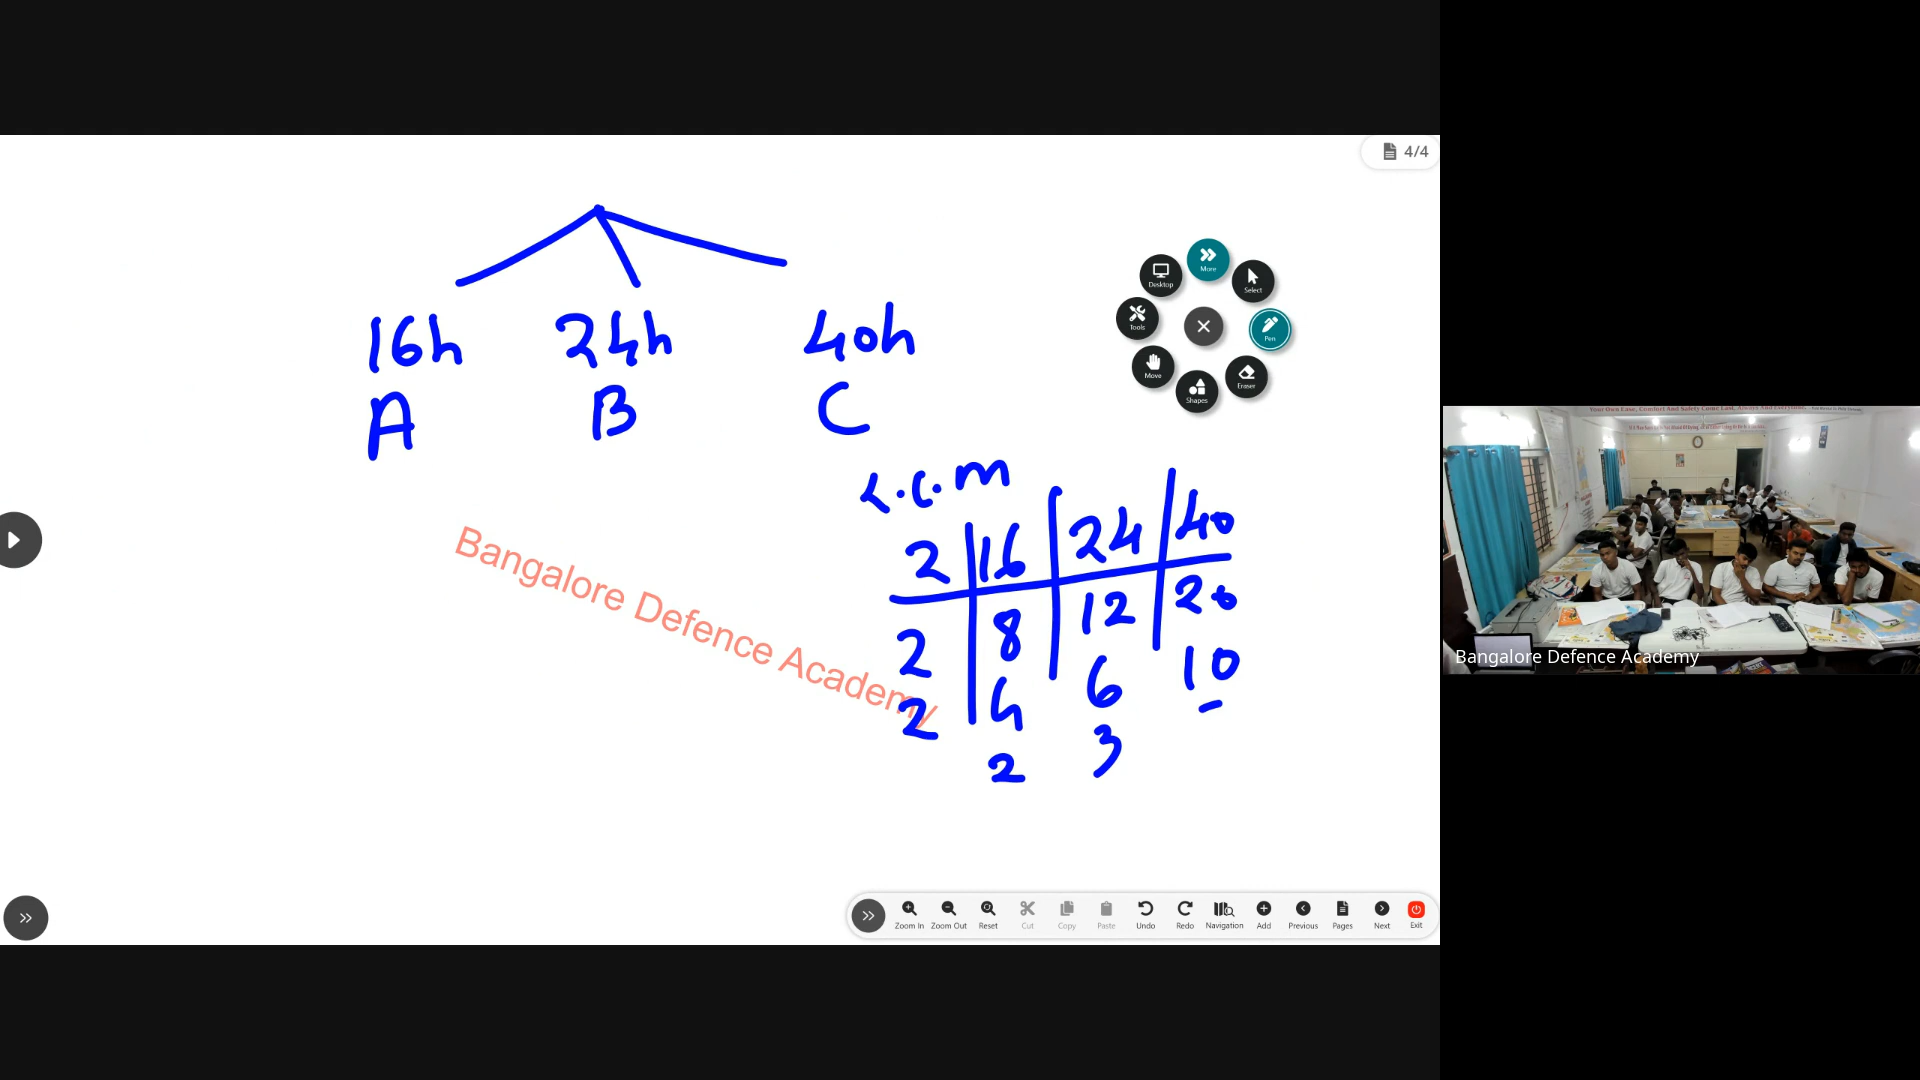 4/4
16h 24h 40h
A B C
L.C.M
2 16 24 40
2 8 12 20
2 4 6 10
2 3
Bangalore Defence Academy
Desktop
More
Select
Tools
Pen
Move
Shapes
Eraser
Zoom In Zoom Out Reset Cut Copy Paste Undo Redo Navigation Add Previous Pages Next Exit
Bangalore Defence Academy